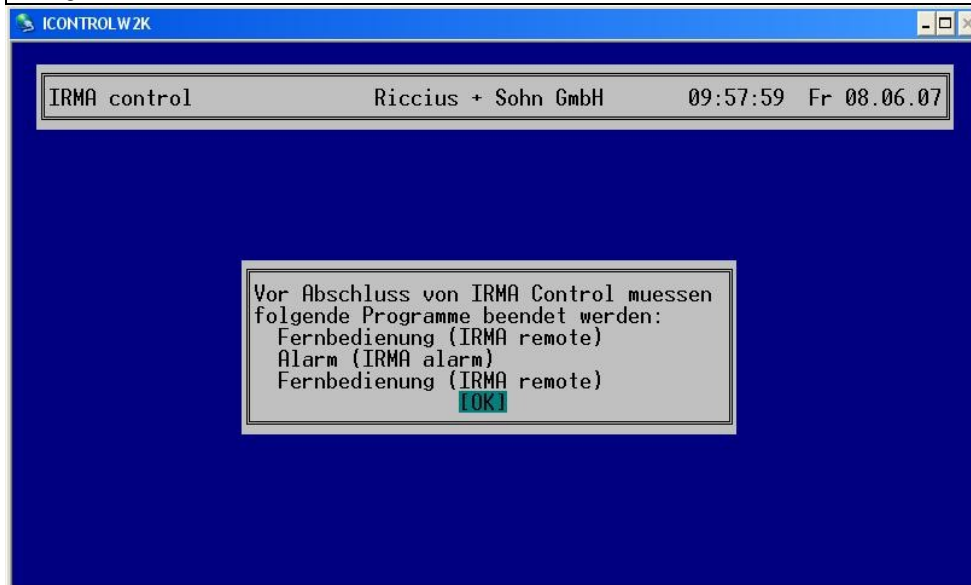 ICONTROLW2K
IRMA control Riccius + Sohn GmbH 09:57:59 Fr 08.06.07
Vor Abschluss von IRMA Control muessen
folgende Programme beendet werden:
Fernbedienung (IRMA remote)
Alarm (IRMA alarm)
Fernbedienung (IRMA remote)
[OK]